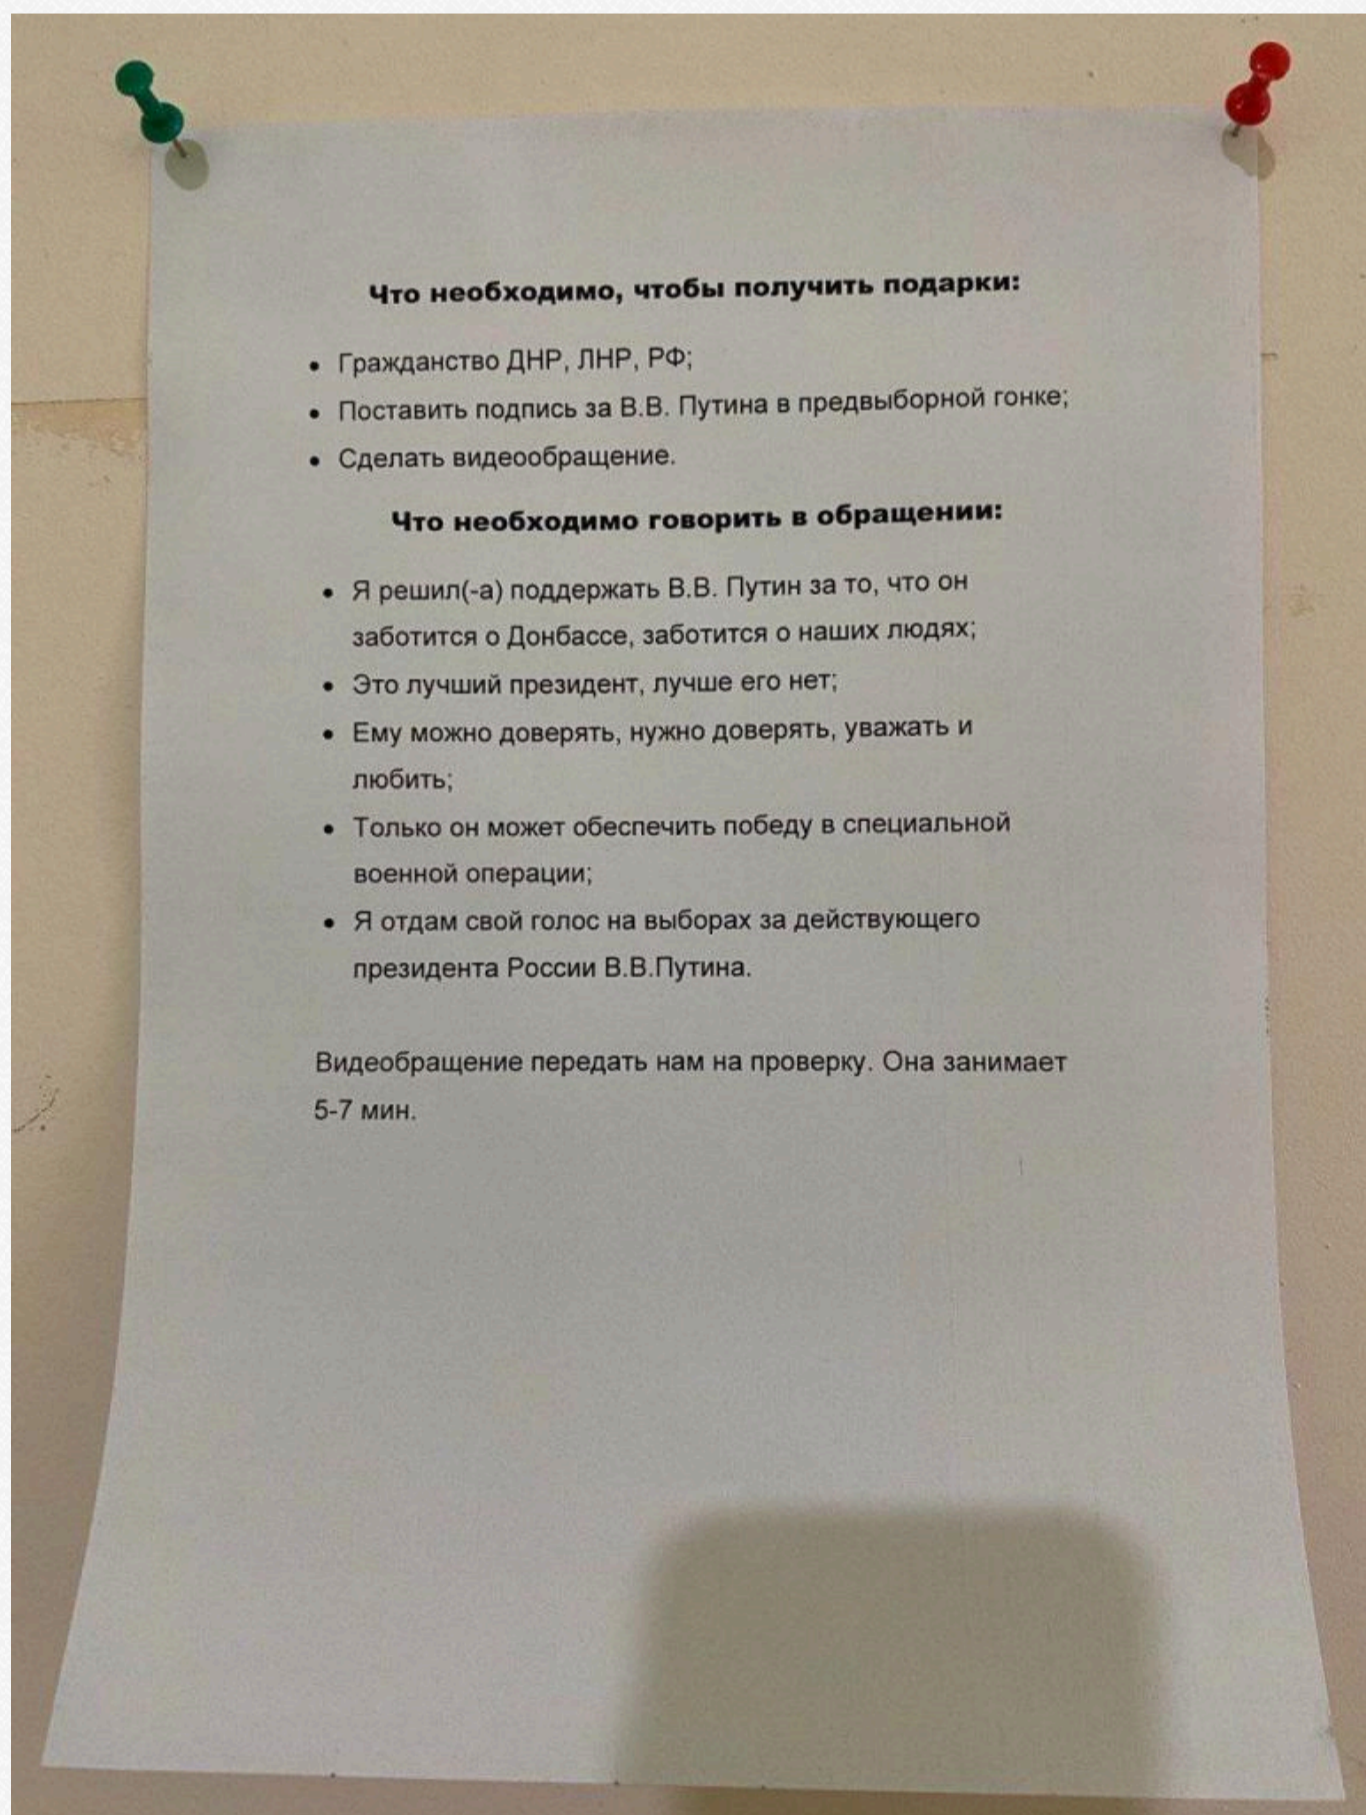 Что необходимо, чтобы получить подарки:
• Гражданство ДНР, ЛНР, РФ;
• Поставить подпись за В.В. Путина в предвыборной гонке;
• Сделать видеообращение.
Что необходимо говорить в обращении:
• Я решил(-а) поддержать В.В. Путин за то, что он
заботится о Донбассе, заботится о наших людях;
• Это лучший президент, лучше его нет;
• Ему можно доверять, нужно доверять, уважать и
любить;
• Только он может обеспечить победу в специальной
военной операции;
• Я отдам свой голос на выборах за действующего
президента России В.В.Путина.
Видеобращение передать нам на проверку. Она занимает
5-7 мин.